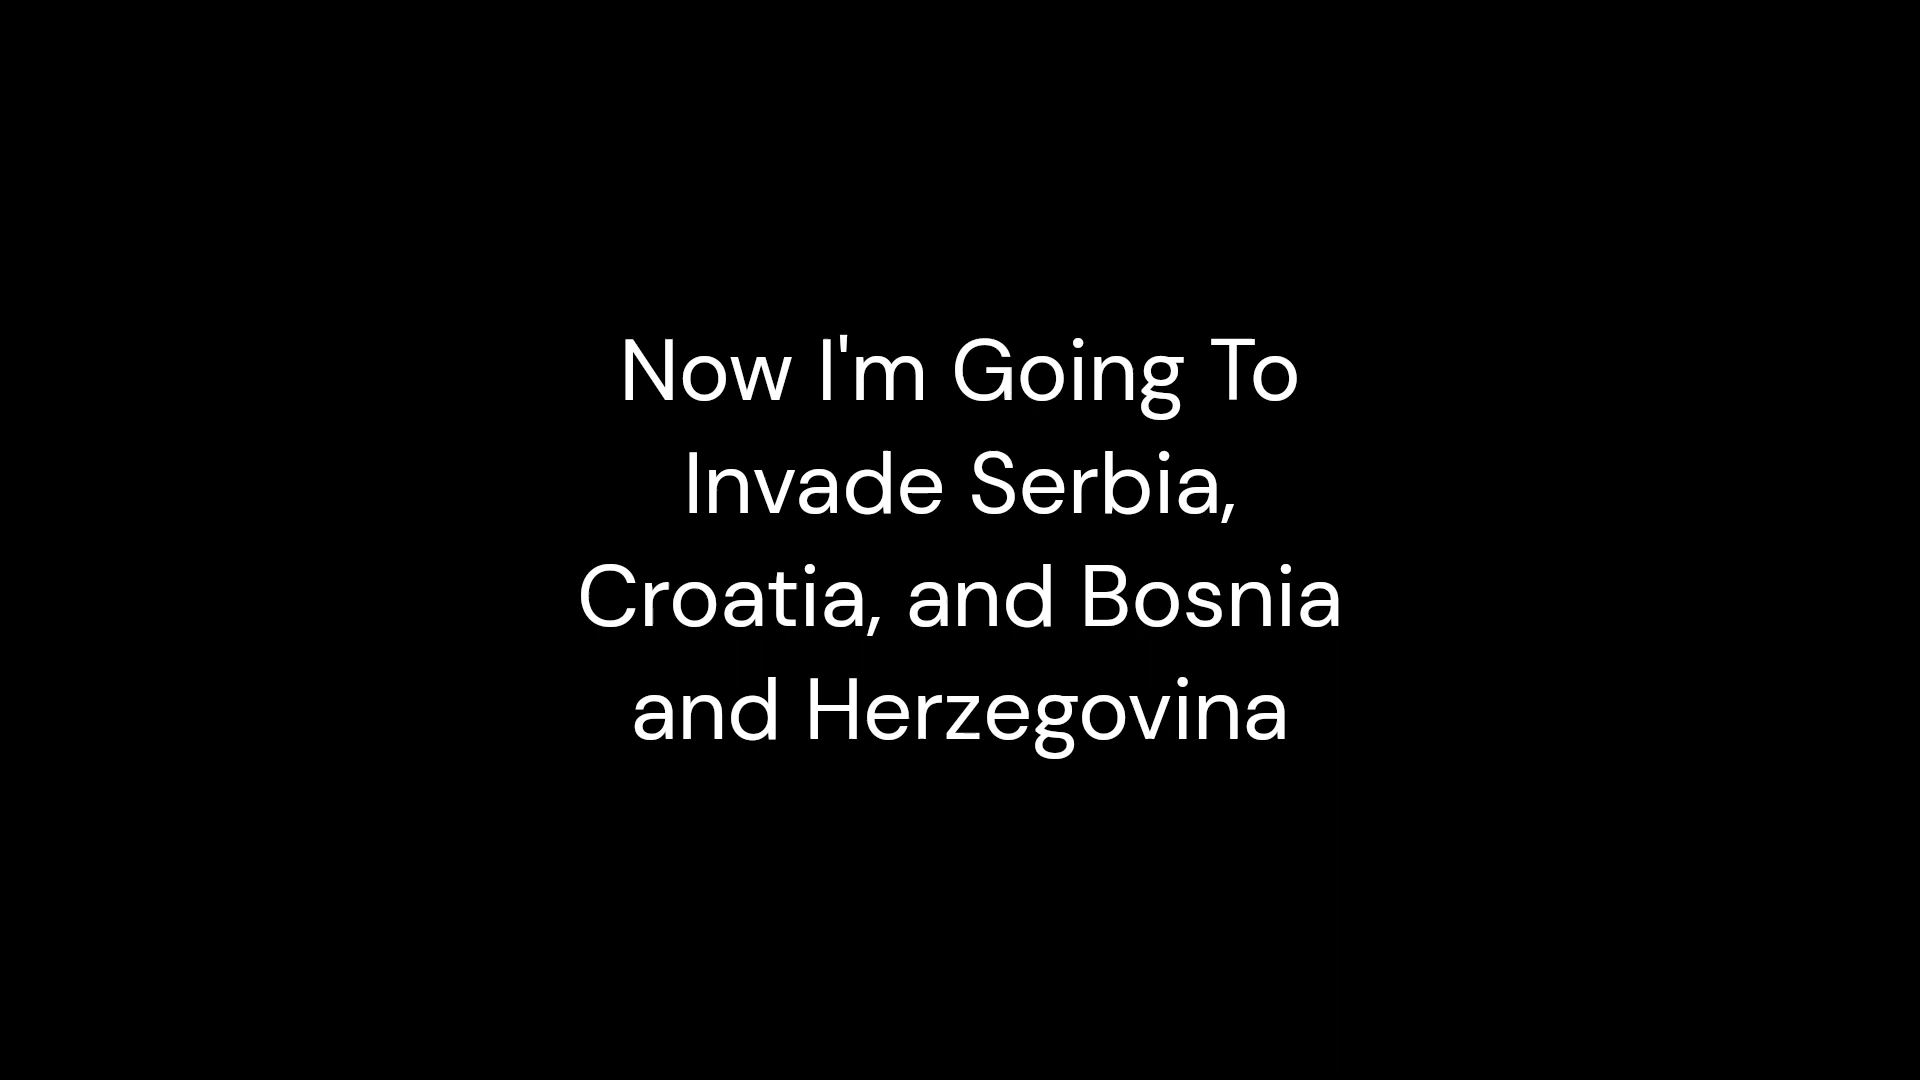 Now I'm Going To
Invade Serbia,
Croatia, and Bosnia
and Herzegovina